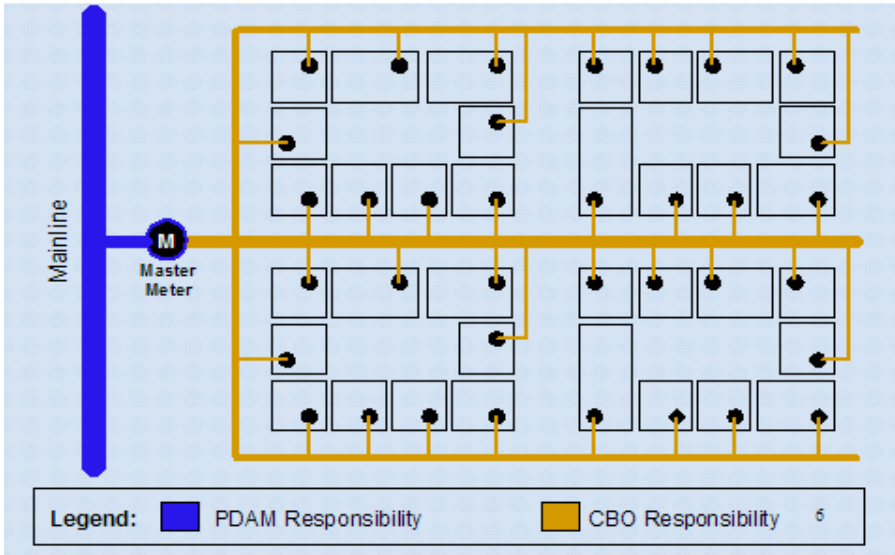 Mainline
M
Master
Meter
Legend: PDAM Responsibility CBO Responsibility 6